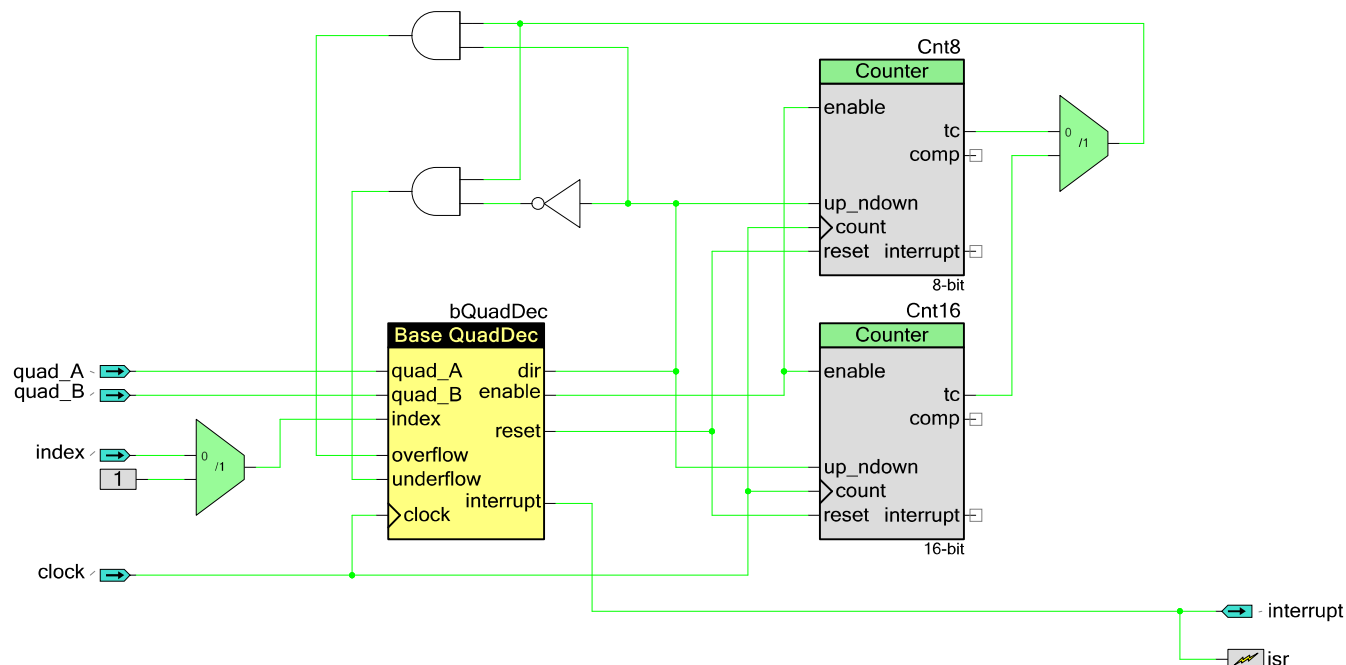 Cnt8
Counter
enable
tc
0
/1
comp
up_ndown
count
reset interrupt
8-bit
bQuadDec
Base QuadDec
Cnt16
Counter
quad_A
quad_A
dir
enable
quad_B
quad_B
enable
tc
index
comp
index
0
/1
reset
overflow
1
underflow
up_ndown
interrupt
count
clock
reset interrupt
16-bit
clock
interrupt
isr